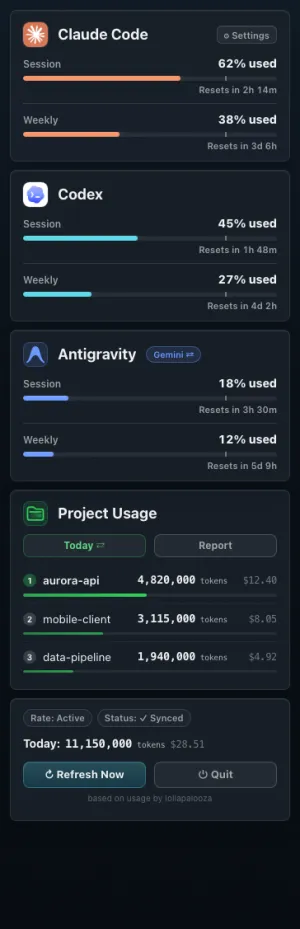 Claude Code
Settings
Session 62% used
Resets in 2h 14m
Weekly 38% used
Resets in 3d 6h
Codex
Session 45% used
Resets in 1h 48m
Weekly 27% used
Resets in 4d 2h
Antigravity Gemini ⇄
Session 18% used
Resets in 3h 30m
Weekly 12% used
Resets in 5d 9h
Project Usage
Today ⇄ Report
1 aurora-api 4,820,000 tokens $12.40
2 mobile-client 3,115,000 tokens $8.05
3 data-pipeline 1,940,000 tokens $4.92
Rate: Active Status: ✓ Synced
Today: 11,150,000 tokens $28.51
↻ Refresh Now ⏻ Quit
based on usage by lollapalooza